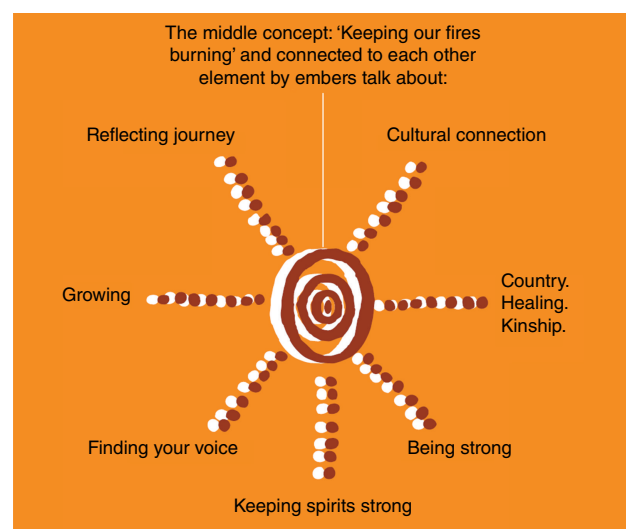 The middle concept: ‘Keeping our fires
burning’ and connected to each other
element by embers talk about:
Reflecting journey
Cultural connection
Growing
Country.
Healing.
Kinship.
Finding your voice
Being strong
Keeping spirits strong